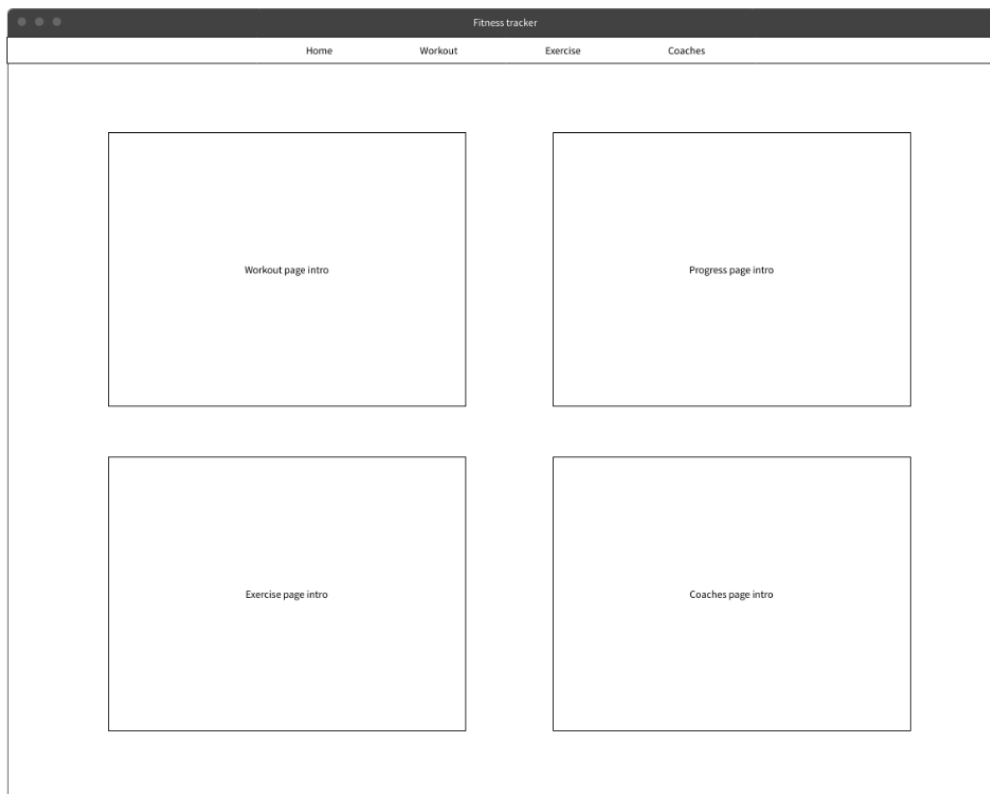 Fitness tracker
Home Workout Exercise Coaches
Workout page intro
Progress page intro
Exercise page intro
Coaches page intro